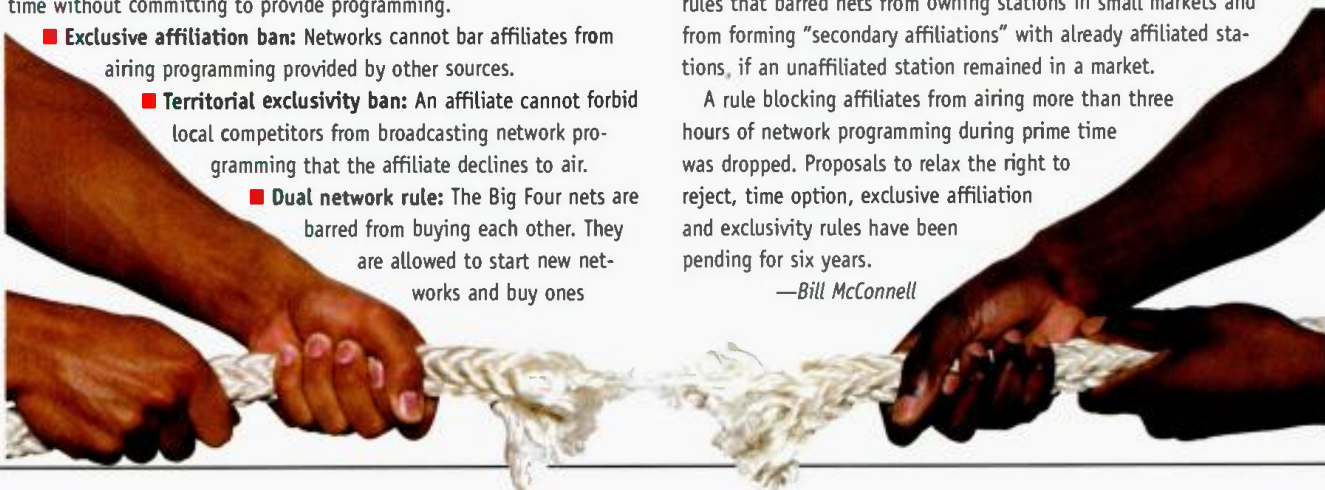 time without committing to provide programming.
■ Exclusive affiliation ban: Networks cannot bar affiliates from
airing programming provided by other sources.
■ Territorial exclusivity ban: An affiliate cannot forbid
local competitors from broadcasting network pro-
gramming that the affiliate declines to air.
■ Dual network rule: The Big Four nets are
barred from buying each other. They
are allowed to start new net-
works and buy ones
rules that barred nets from owning stations in small markets and
from forming "secondary affiliations" with already affiliated sta-
tions, if an unaffiliated station remained in a market.
A rule blocking affiliates from airing more than three
hours of network programming during prime time
was dropped. Proposals to relax the right to
reject, time option, exclusive affiliation
and exclusivity rules have been
pending for six years.
—Bill McConnell